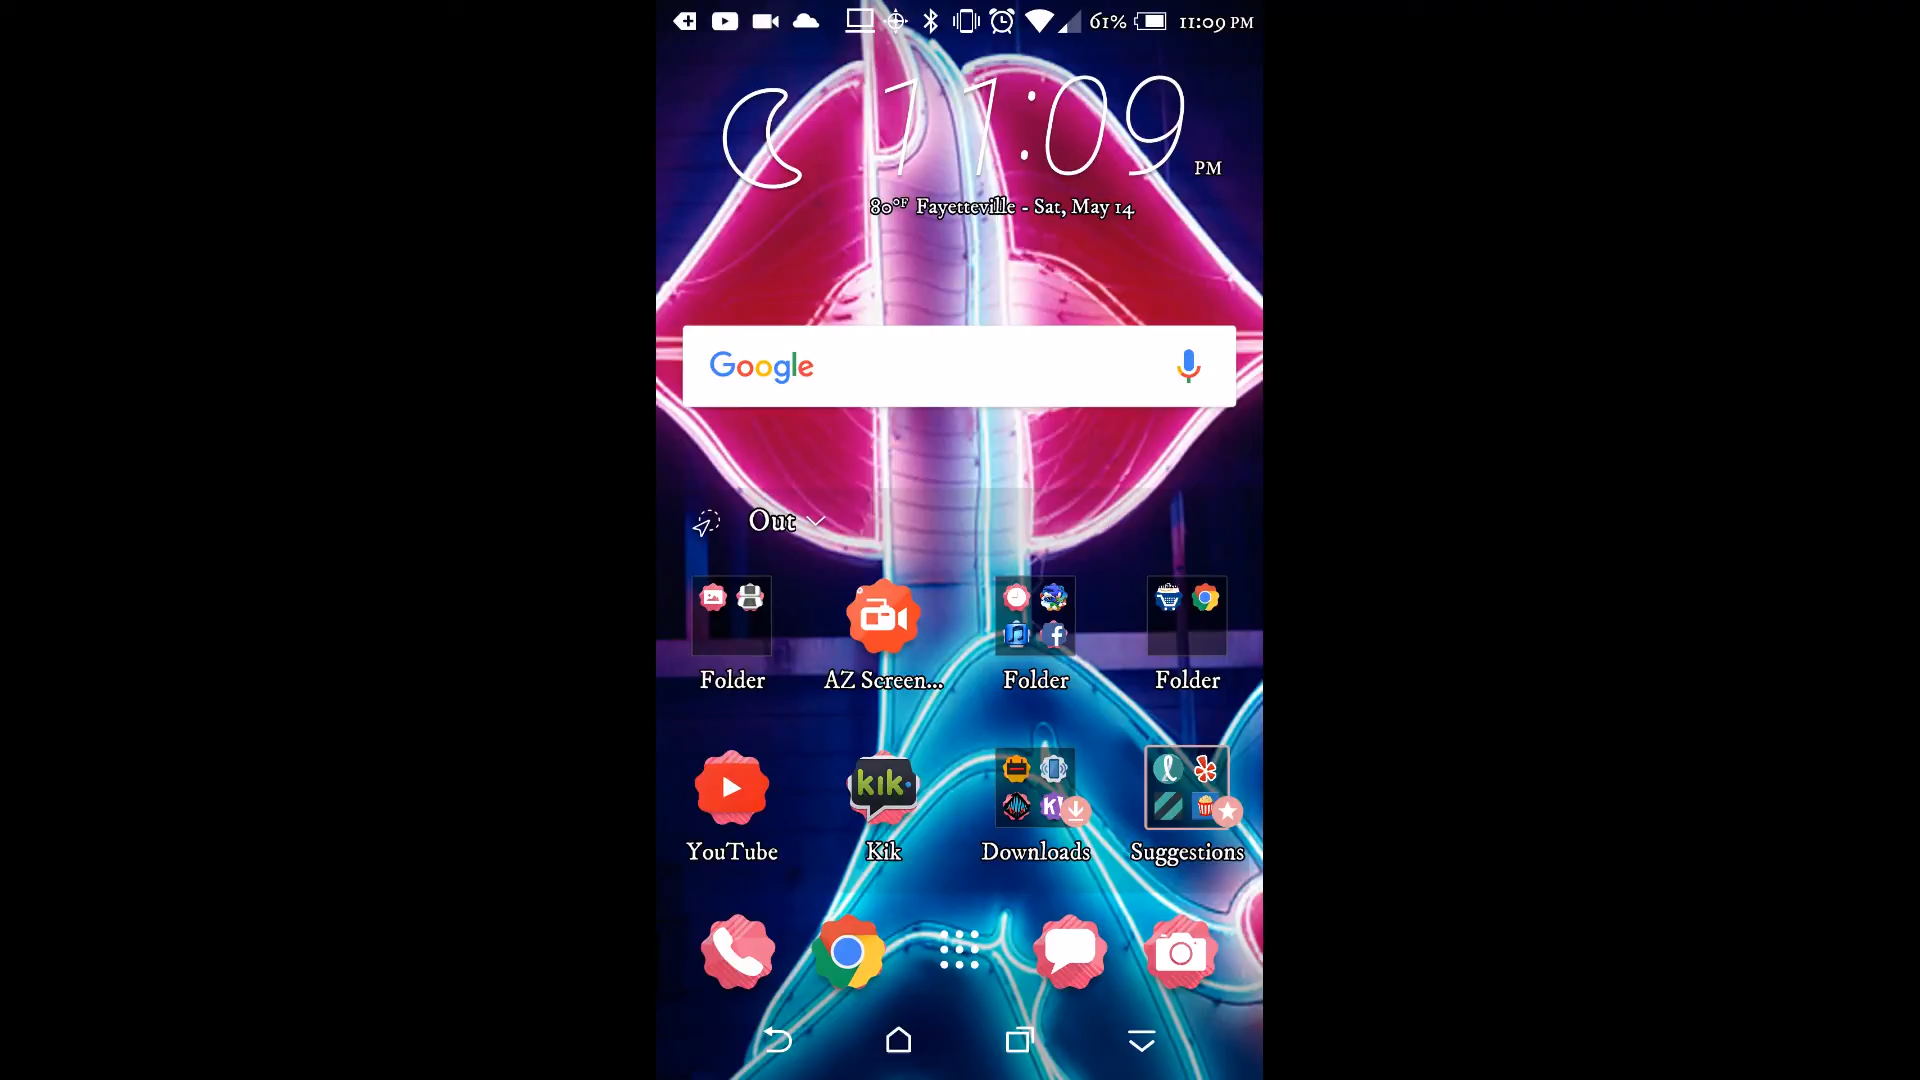 61% 11:09 PM
11:09 PM
80°F Fayetteville - Sat, May 14
Google
Out
Folder AZ Screen... Folder Folder
kik.
YouTube Kik Downloads Suggestions